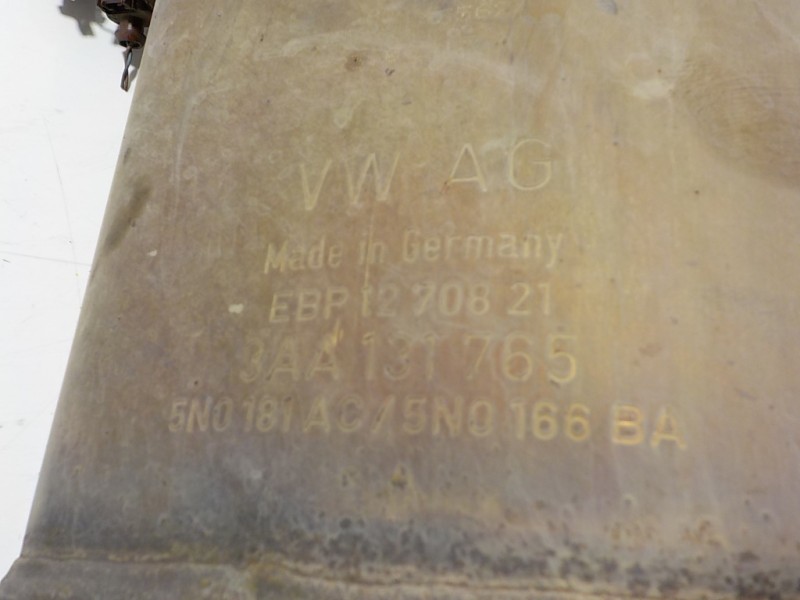 VW AG
Made in Germany
EBP 12 708 21
3AA 131 765
5N0 181 AC/5N0 166 BA